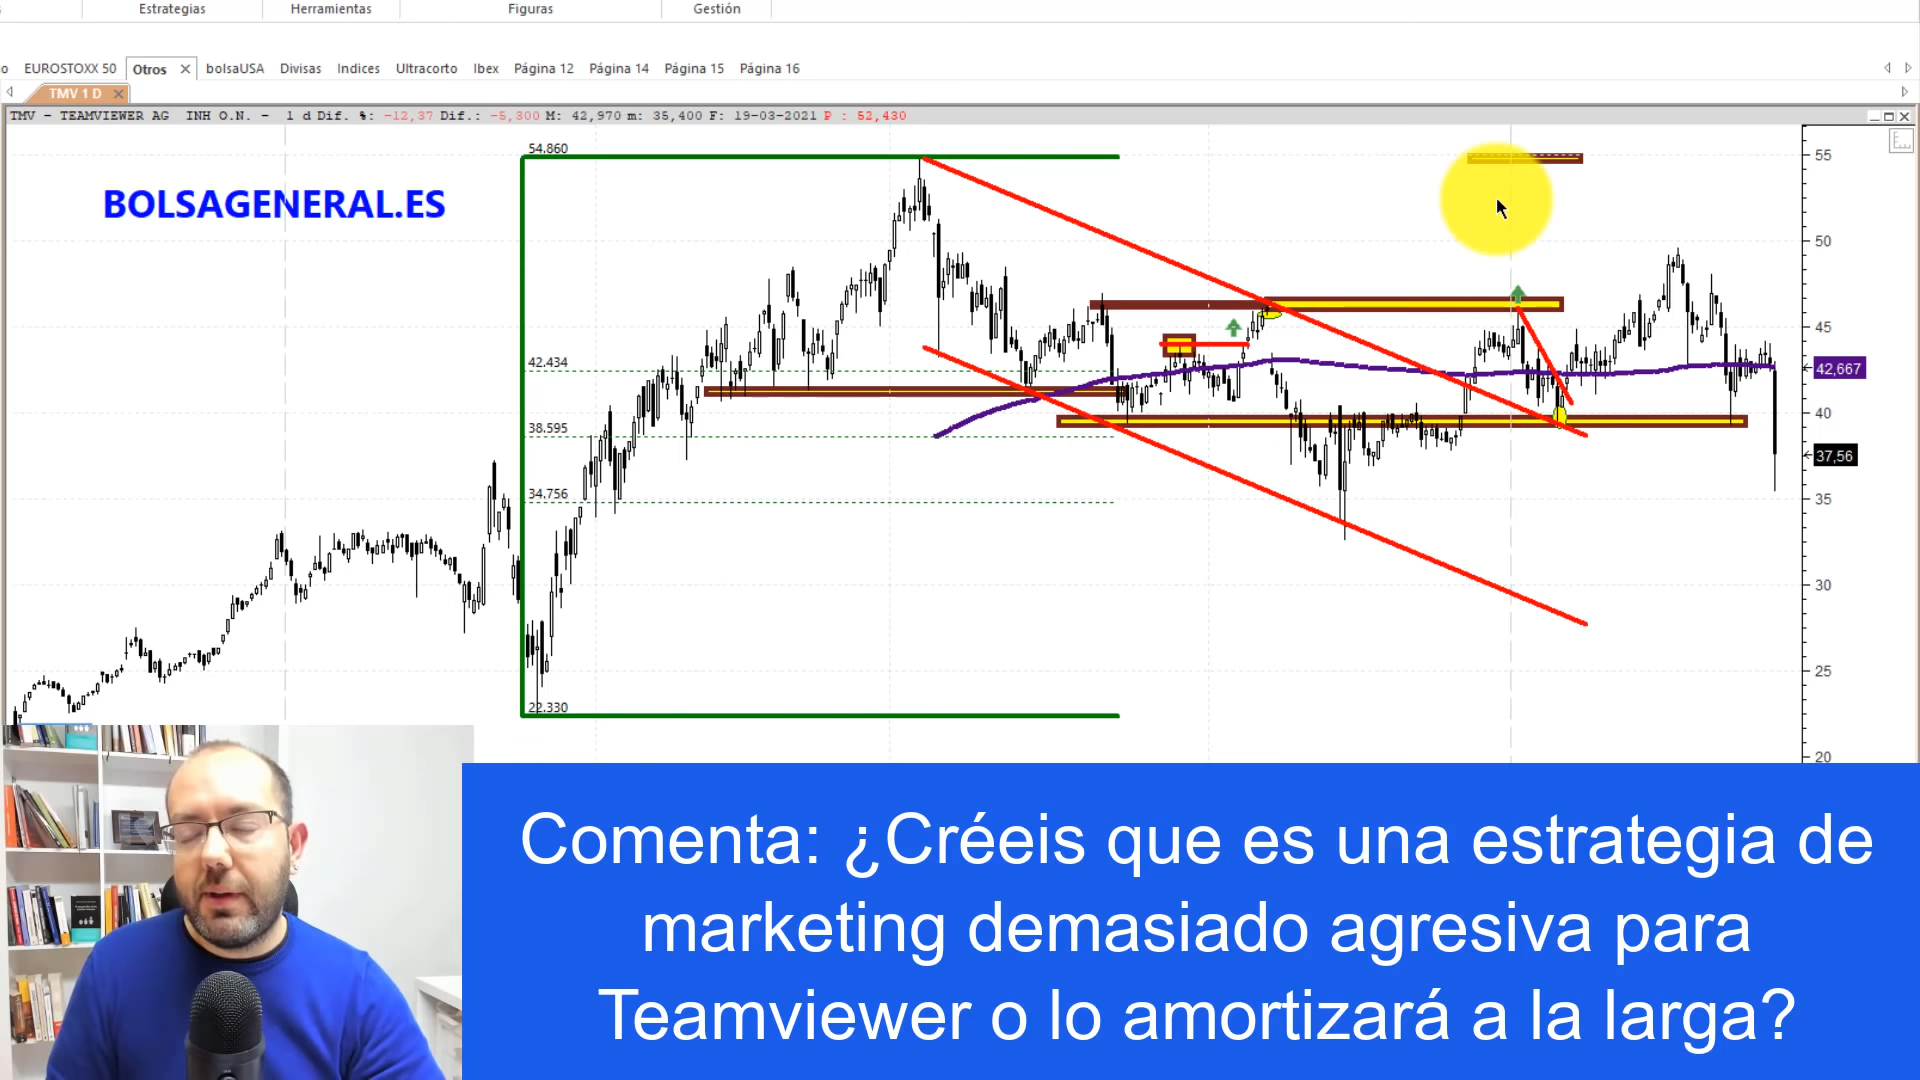 Estrategias Herramientas Figuras Gestión
o EUROSTOXX 50 Otros bolsaUSA Divisas Indices Ultracorto Ibex Página 12 Página 14 Página 15 Página 16
TMV 1 D
TMV - TEAMVIEWER AG INH O.N. - 1 d Dif. %: -12,37 Dif.: -5,300 M: 42,970 m: 35,400 F: 19-03-2021 P : 52,430
54.860
55
BOLSAGENERAL.ES
50
45
42.434
42,667
40
38.595
37,56
34.756
35
30
25
22.330
20
Comenta: ¿Créeis que es una estrategia de
marketing demasiado agresiva para
Teamviewer o lo amortizará a la larga?